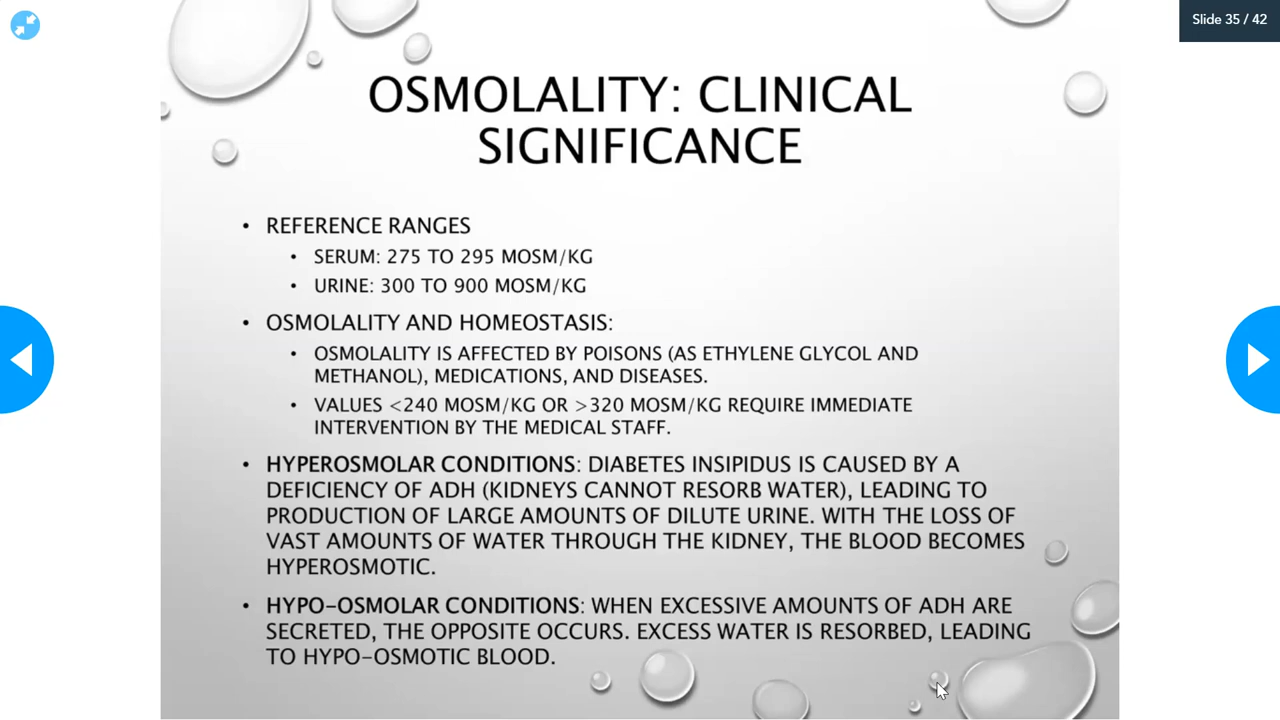 Slide 35 / 42
OSMOLALITY: CLINICAL
SIGNIFICANCE
• REFERENCE RANGES
• SERUM: 275 TO 295 MOSM/KG
• URINE: 300 TO 900 MOSM/KG
• OSMOLALITY AND HOMEOSTASIS:
• OSMOLALITY IS AFFECTED BY POISONS (AS ETHYLENE GLYCOL AND
METHANOL), MEDICATIONS, AND DISEASES.
• VALUES <240 MOSM/KG OR >320 MOSM/KG REQUIRE IMMEDIATE
INTERVENTION BY THE MEDICAL STAFF.
• HYPEROSMOLAR CONDITIONS: DIABETES INSIPIDUS IS CAUSED BY A
DEFICIENCY OF ADH (KIDNEYS CANNOT RESORB WATER), LEADING TO
PRODUCTION OF LARGE AMOUNTS OF DILUTE URINE. WITH THE LOSS OF
VAST AMOUNTS OF WATER THROUGH THE KIDNEY, THE BLOOD BECOMES
HYPEROSMOTIC.
• HYPO-OSMOLAR CONDITIONS: WHEN EXCESSIVE AMOUNTS OF ADH ARE
SECRETED, THE OPPOSITE OCCURS. EXCESS WATER IS RESORBED, LEADING
TO HYPO-OSMOTIC BLOOD.